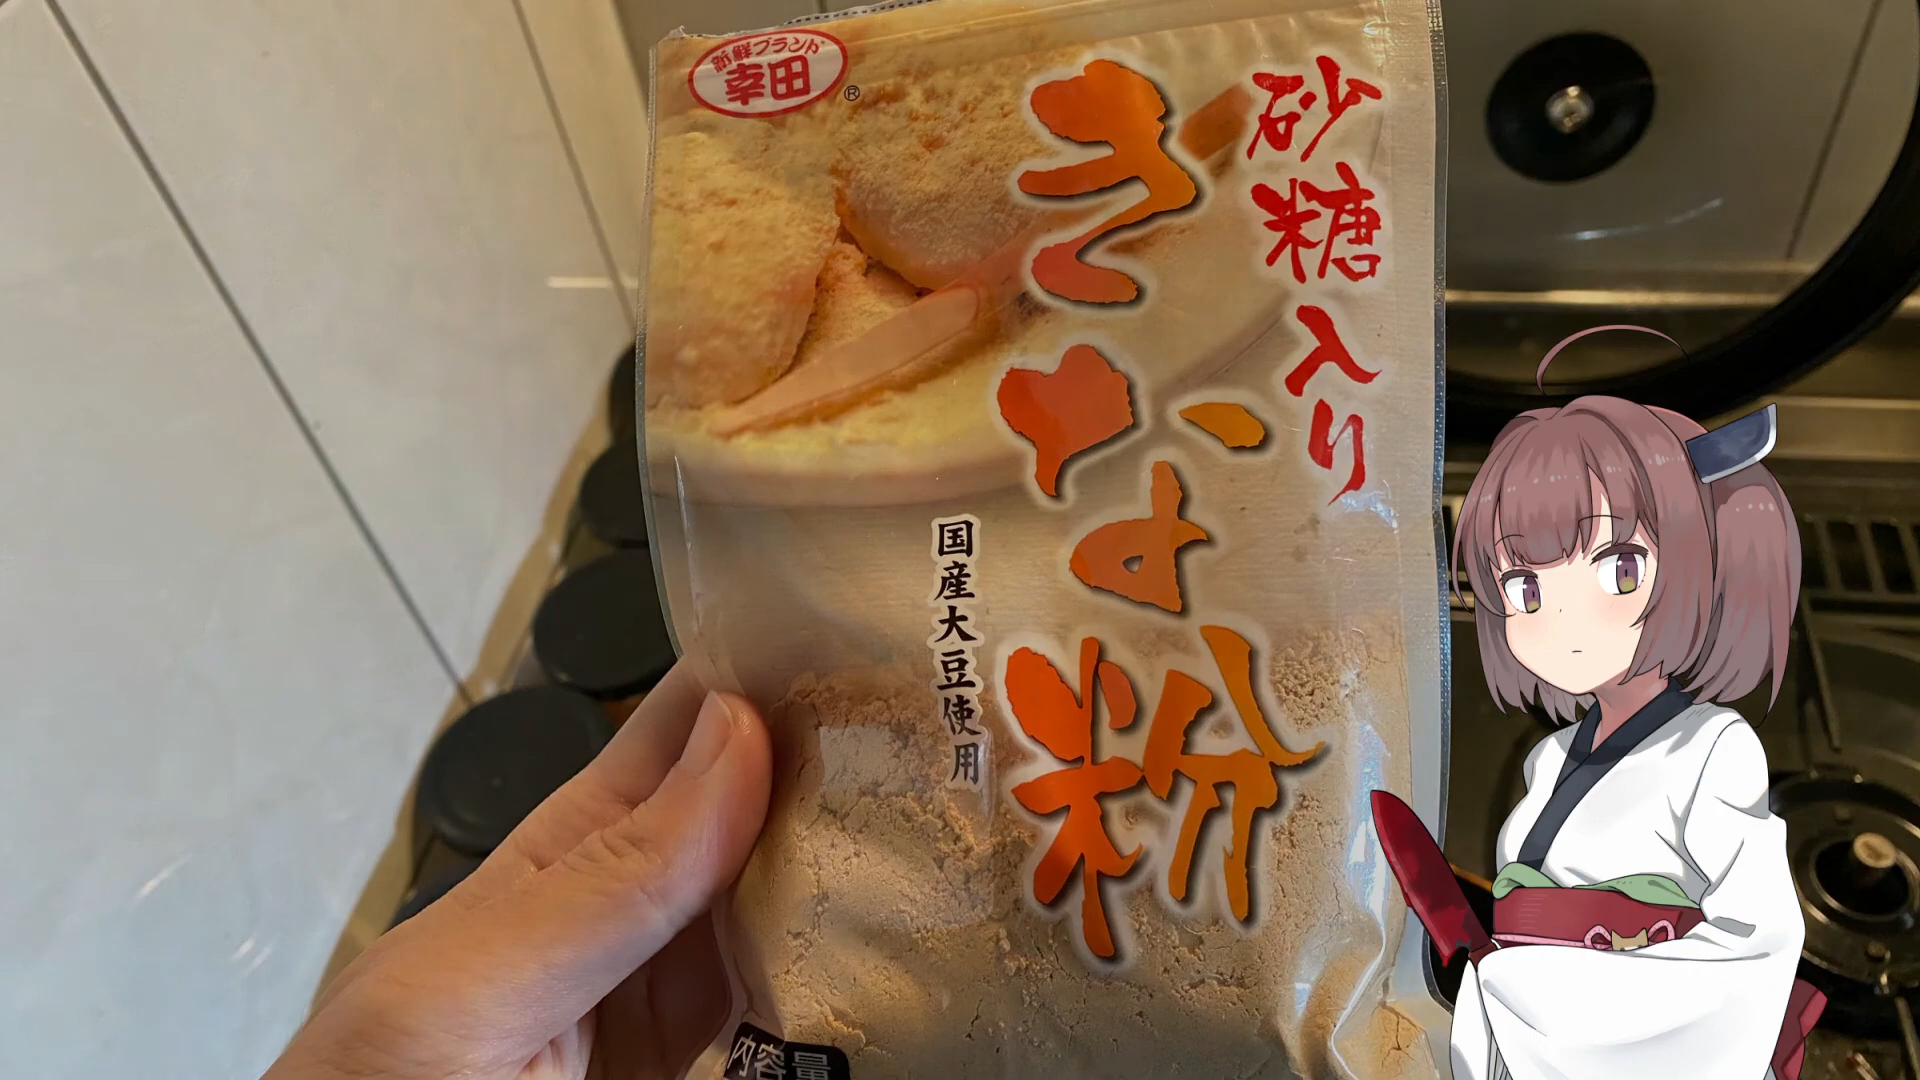 新鮮ブランド
幸田®
砂糖入り
きな粉
国産大豆使用
内容量